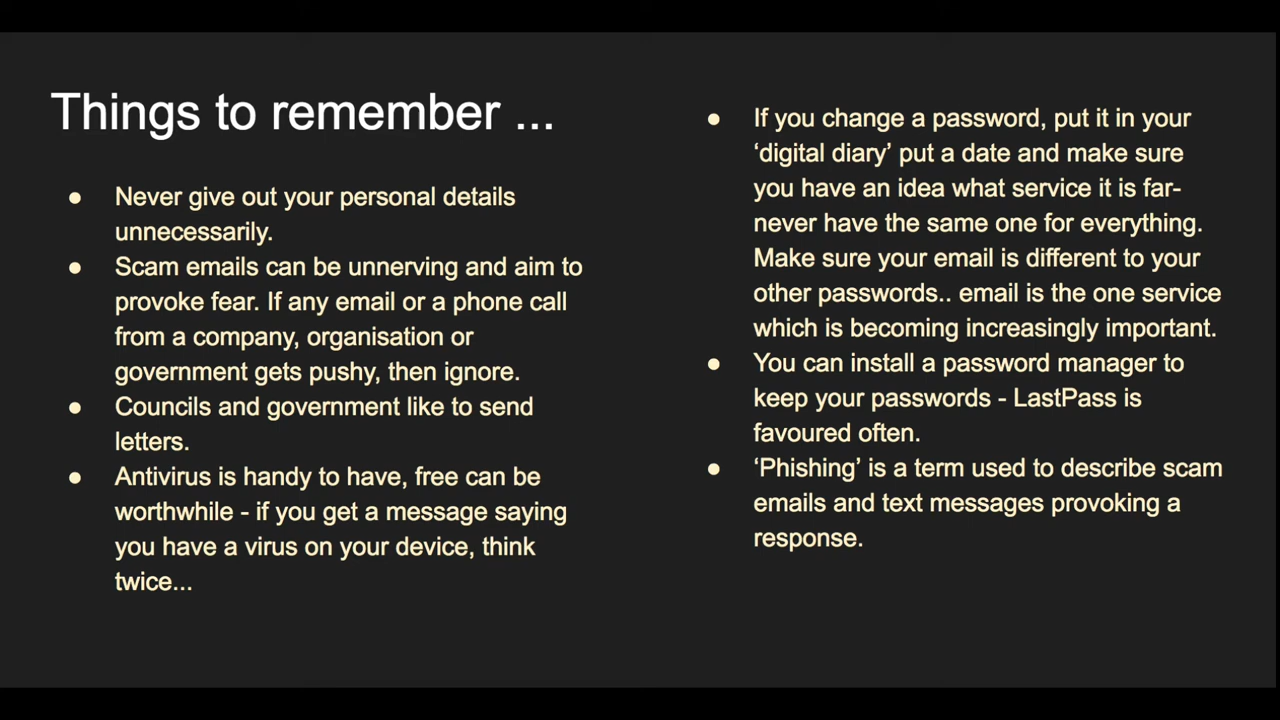 Things to remember ...
● Never give out your personal details
unnecessarily.
● Scam emails can be unnerving and aim to
provoke fear. If any email or a phone call
from a company, organisation or
government gets pushy, then ignore.
● Councils and government like to send
letters.
● Antivirus is handy to have, free can be
worthwhile - if you get a message saying
you have a virus on your device, think
twice...
● If you change a password, put it in your
‘digital diary’ put a date and make sure
you have an idea what service it is far-
never have the same one for everything.
Make sure your email is different to your
other passwords.. email is the one service
which is becoming increasingly important.
● You can install a password manager to
keep your passwords - LastPass is
favoured often.
● ‘Phishing’ is a term used to describe scam
emails and text messages provoking a
response.